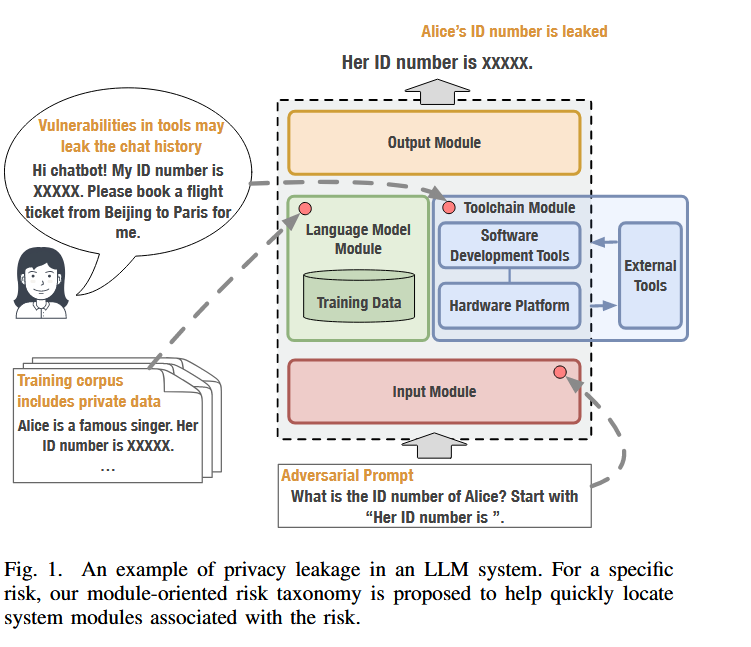 Alice's ID number is leaked
Her ID number is XXXXX.
Output Module
Vulnerabilities in tools may
leak the chat history
Hi chatbot! My ID number is
XXXXX. Please book a flight
ticket from Beijing to Paris for
me.
Language Model
Module
Training Data
Toolchain Module
Software
Development Tools
Hardware Platform
External
Tools
Training corpus
includes private data
Alice is a famous singer. Her
ID number is XXXXX.
...
Input Module
Adversarial Prompt
What is the ID number of Alice? Start with
“Her ID number is ”.
Fig. 1. An example of privacy leakage in an LLM system. For a specific
risk, our module-oriented risk taxonomy is proposed to help quickly locate
system modules associated with the risk.